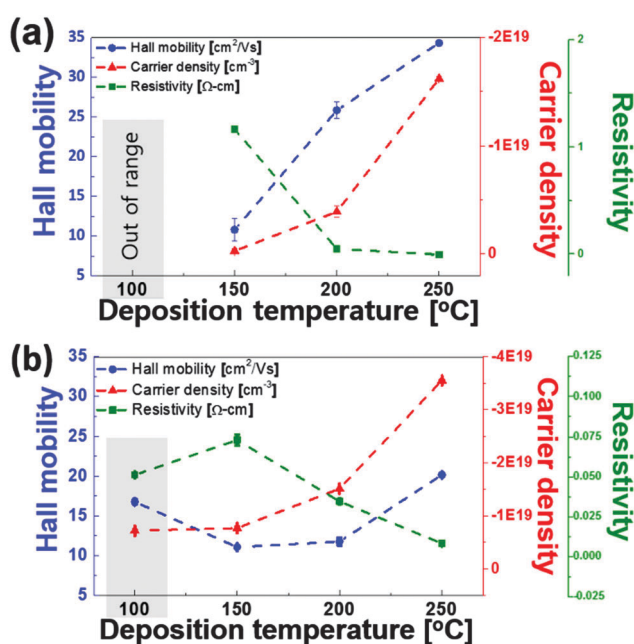 (a)
Hall mobility [cm²/Vs]
Carrier density [cm⁻³]
Resistivity [Ω-cm]
Out of range
Hall mobility
35
30
25
20
15
10
5
100 150 200 250
Deposition temperature [ºC]
-2E19
-1E19
-1E19
0
Carrier density
2
1
0
Resistivity
(b)
Hall mobility [cm²/Vs]
Carrier density [cm⁻³]
Resistivity [Ω-cm]
Hall mobility
35
30
25
20
15
10
5
100 150 200 250
Deposition temperature [ºC]
-4E19
-3E19
-2E19
-1E19
0
Carrier density
0.125
0.100
0.075
0.050
0.025
0.000
-0.025
Resistivity